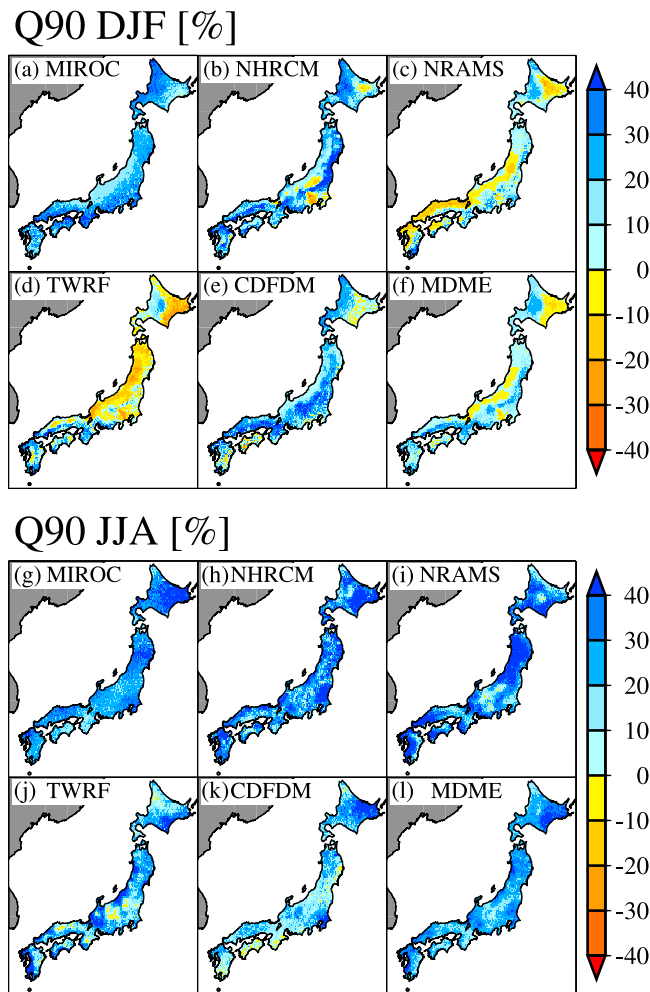 Q90 DJF [%]
(a) MIROC
(b) NHRCM
(c) NRAMS
(d) TWRF
(e) CDFDM
(f) MDME
40
30
20
10
0
-10
-20
-30
-40
Q90 JJA [%]
(g) MIROC
(h) NHRCM
(i) NRAMS
(j) TWRF
(k) CDFDM
(l) MDME
40
30
20
10
0
-10
-20
-30
-40